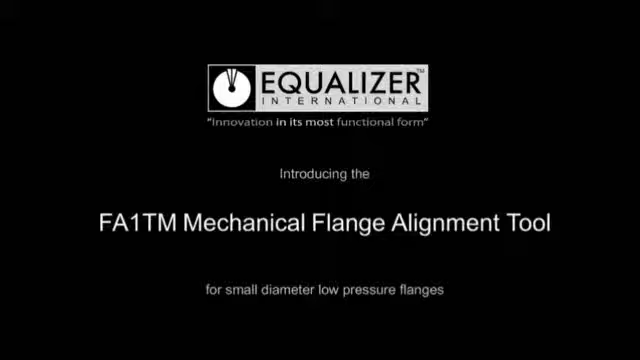 EQUALIZER™
INTERNATIONAL
"Innovation in its most functional form"
Introducing the
FA1TM Mechanical Flange Alignment Tool
for small diameter low pressure flanges